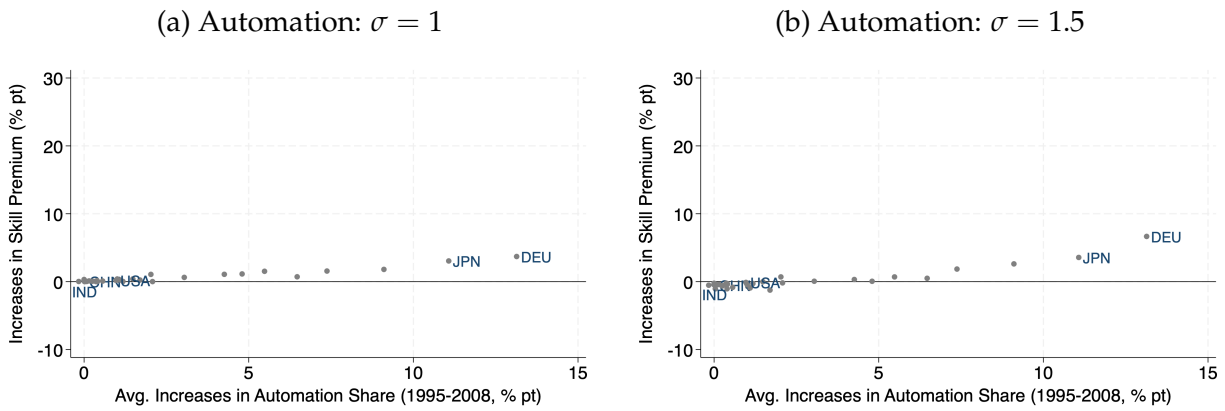 (a) Automation: σ = 1
30
20
10
0
-10
Increases in Skill Premium (% pt)
IND
CHN
USA
JPN
DEU
0
5
10
15
Avg. Increases in Automation Share (1995-2008, % pt)
(b) Automation: σ = 1.5
30
20
10
0
-10
Increases in Skill Premium (% pt)
IND
CHN
USA
JPN
DEU
0
5
10
15
Avg. Increases in Automation Share (1995-2008, % pt)